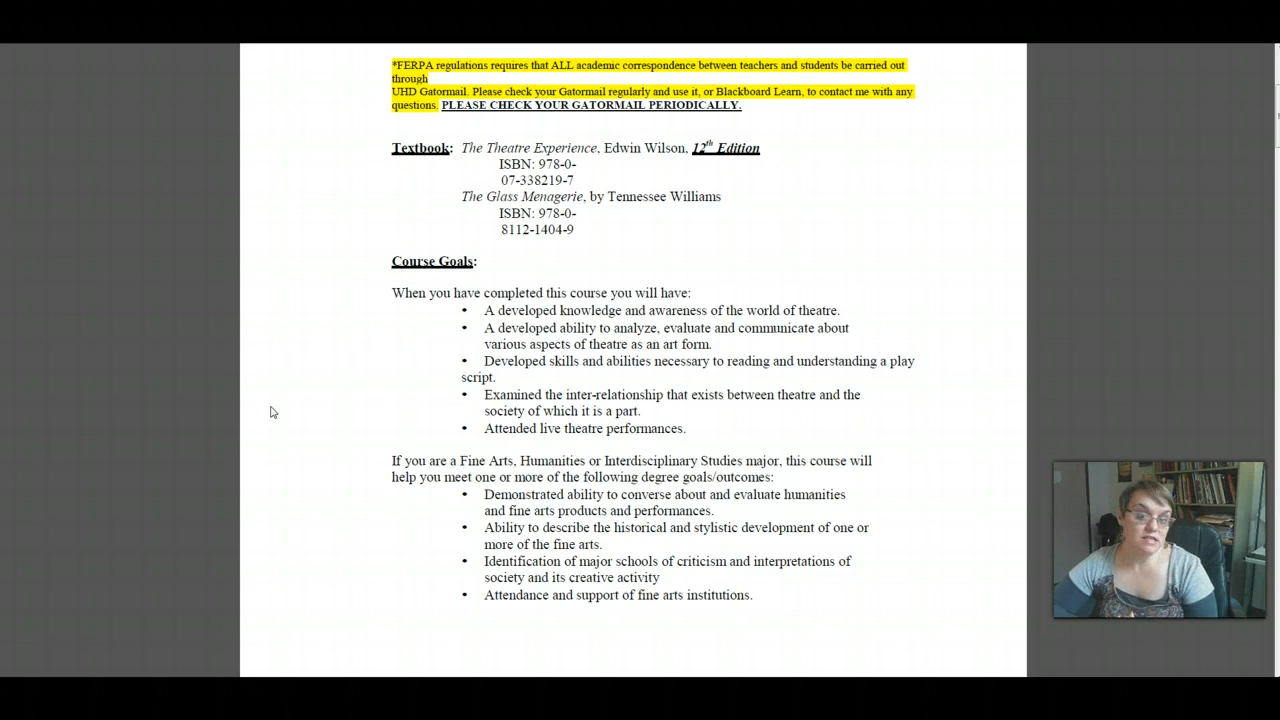 *FERPA regulations requires that ALL academic correspondence between teachers and students be carried out
through
UHD Gatormail. Please check your Gatormail regularly and use it, or Blackboard Learn, to contact me with any
questions. PLEASE CHECK YOUR GATORMAIL PERIODICALLY.
Textbook: The Theatre Experience, Edwin Wilson, 12th Edition
ISBN: 978-0-
07-338219-7
The Glass Menagerie, by Tennessee Williams
ISBN: 978-0-
8112-1404-9
Course Goals:
When you have completed this course you will have:
• A developed knowledge and awareness of the world of theatre.
• A developed ability to analyze, evaluate and communicate about
various aspects of theatre as an art form.
• Developed skills and abilities necessary to reading and understanding a play
script.
• Examined the inter-relationship that exists between theatre and the
society of which it is a part.
• Attended live theatre performances.
If you are a Fine Arts, Humanities or Interdisciplinary Studies major, this course will
help you meet one or more of the following degree goals/outcomes:
• Demonstrated ability to converse about and evaluate humanities
and fine arts products and performances.
• Ability to describe the historical and stylistic development of one or
more of the fine arts.
• Identification of major schools of criticism and interpretations of
society and its creative activity
• Attendance and support of fine arts institutions.